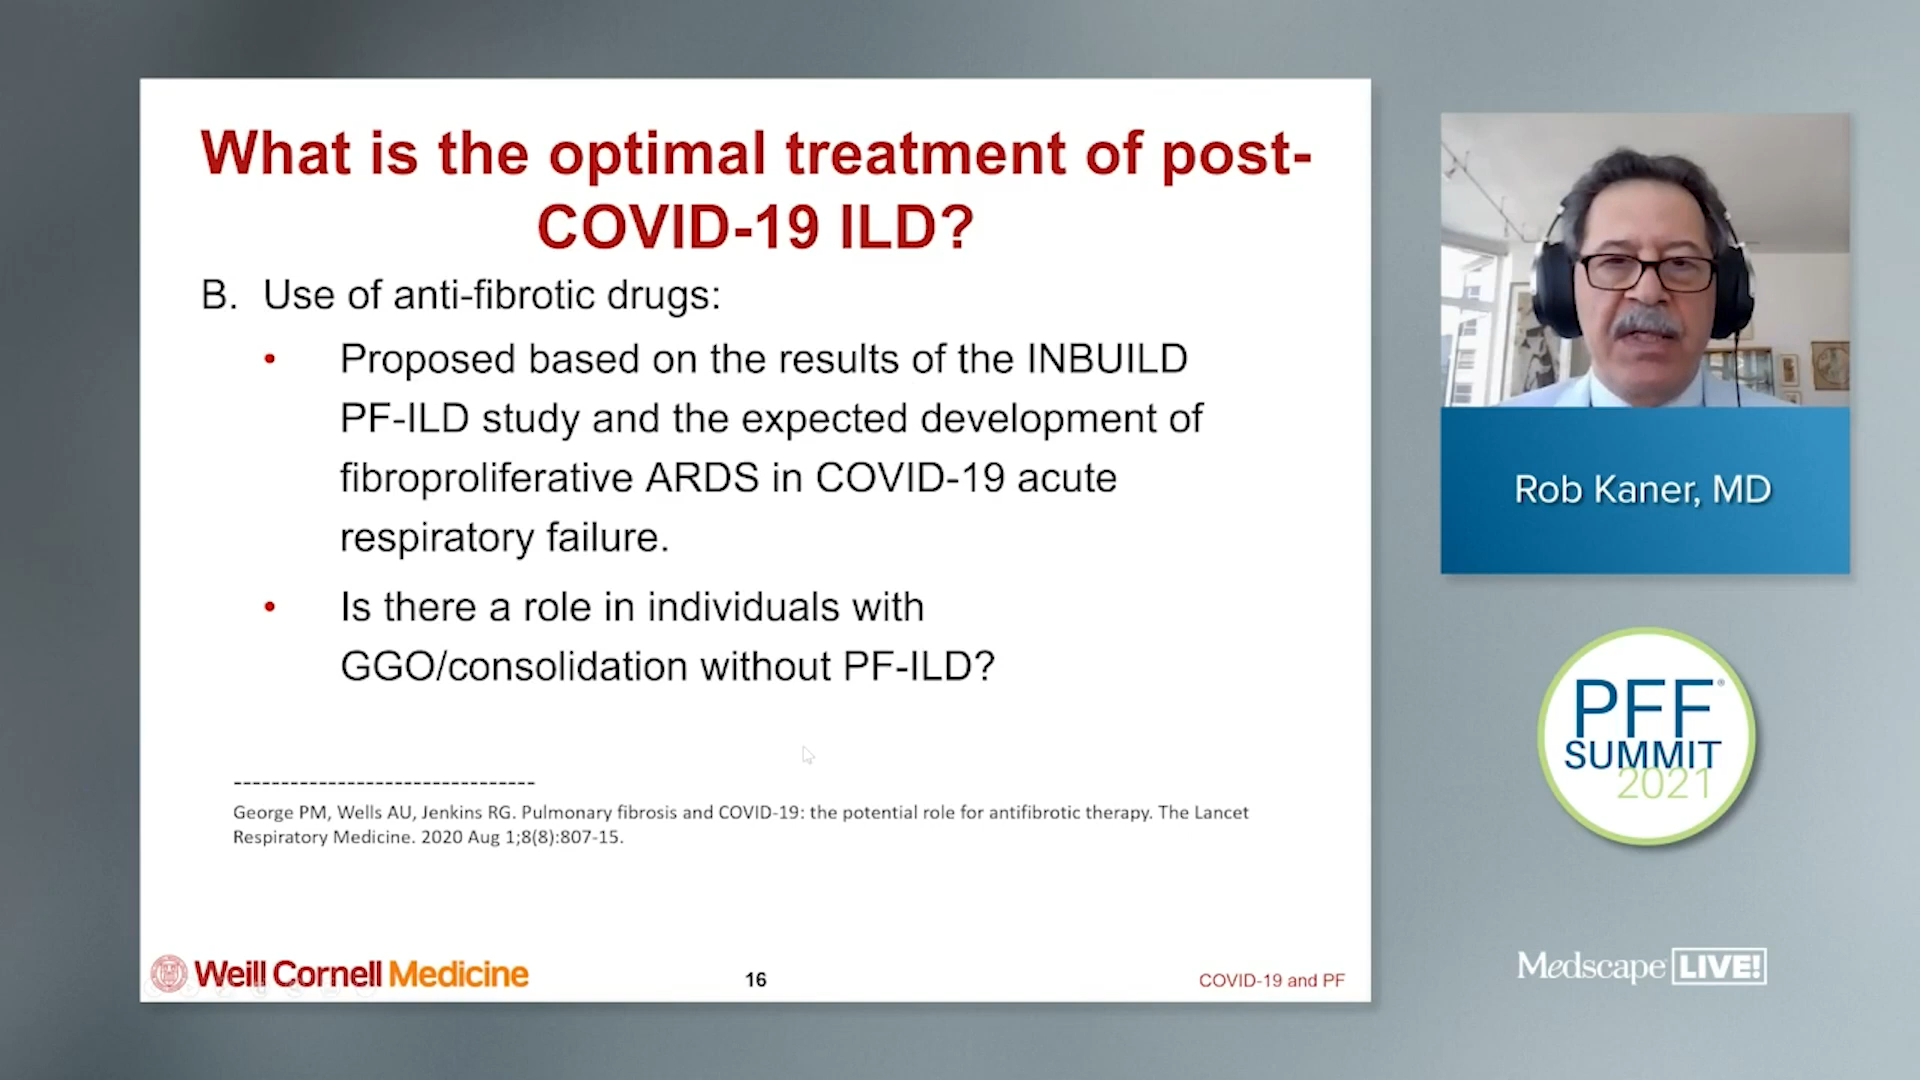 What is the optimal treatment of post-
COVID-19 ILD?
B. Use of anti-fibrotic drugs:
• Proposed based on the results of the INBUILD
PF-ILD study and the expected development of
fibroproliferative ARDS in COVID-19 acute
respiratory failure.
• Is there a role in individuals with
GGO/consolidation without PF-ILD?
--------------------------------
George PM, Wells AU, Jenkins RG. Pulmonary fibrosis and COVID-19: the potential role for antifibrotic therapy. The Lancet
Respiratory Medicine. 2020 Aug 1;8(8):807-15.
Weill Cornell Medicine
16
COVID-19 and PF
Rob Kaner, MD
PFF®
SUMMIT
2021
Medscape LIVE!